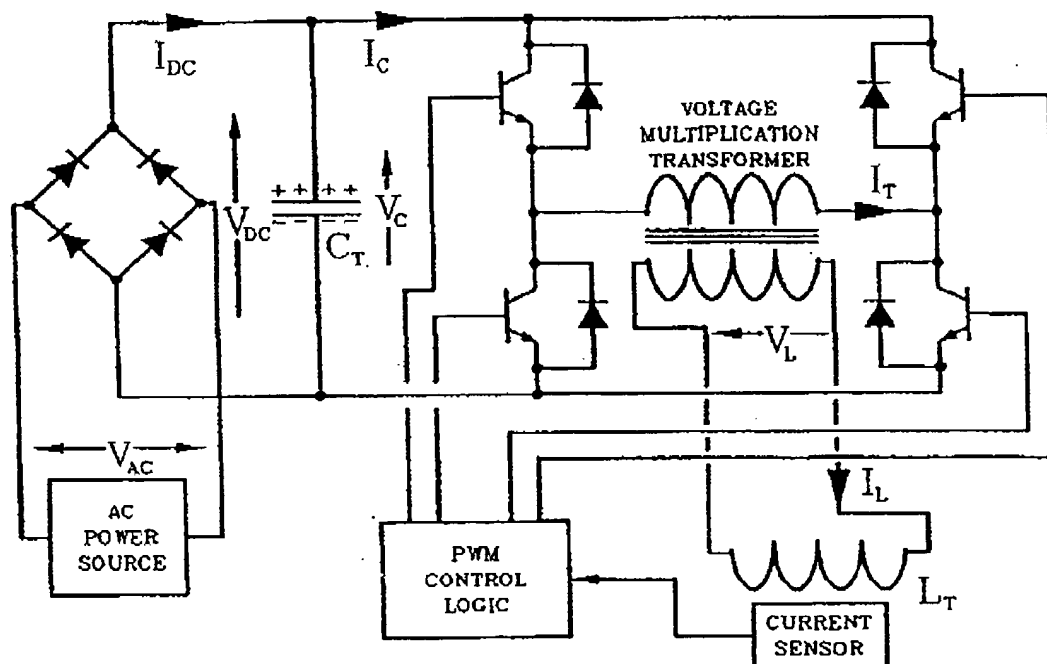 I_DC
I_C
VOLTAGE
MULTIPLICATION
TRANSFORMER
I_T
V_DC
+ + + +
− − − −
C_T.
V_C
V_L
V_AC
AC
POWER
SOURCE
PWM
CONTROL
LOGIC
I_L
L_T
CURRENT
SENSOR